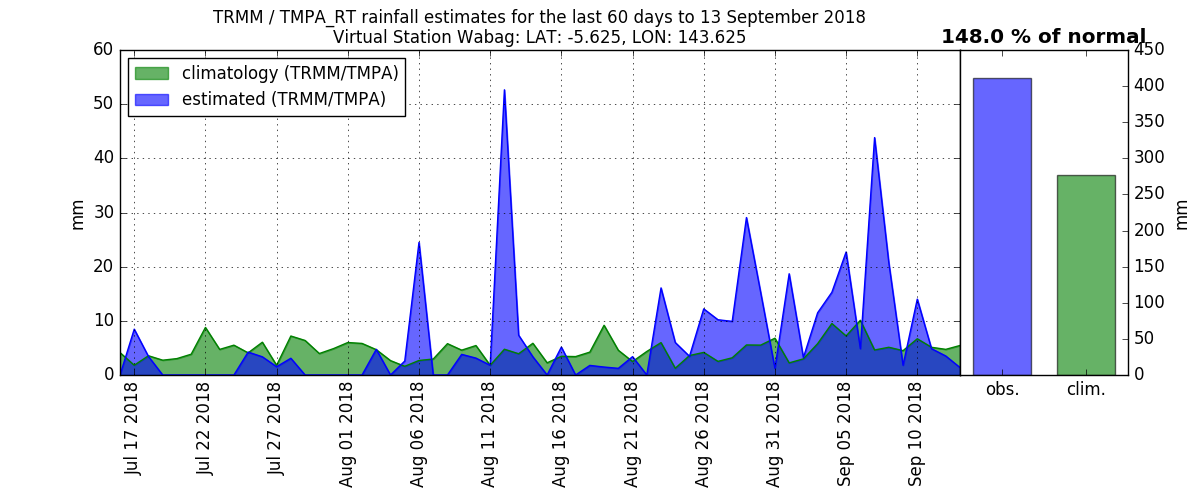 TRMM / TMPA_RT rainfall estimates for the last 60 days to 13 September 2018
Virtual Station Wabag: LAT: -5.625, LON: 143.625
148.0 % of normal
climatology (TRMM/TMPA)
estimated (TRMM/TMPA)
60
50
40
30
20
10
0
mm
Jul 17 2018
Jul 22 2018
Jul 27 2018
Aug 01 2018
Aug 06 2018
Aug 11 2018
Aug 16 2018
Aug 21 2018
Aug 26 2018
Aug 31 2018
Sep 05 2018
Sep 10 2018
450
400
350
300
250
200
150
100
50
0
mm
obs.
clim.